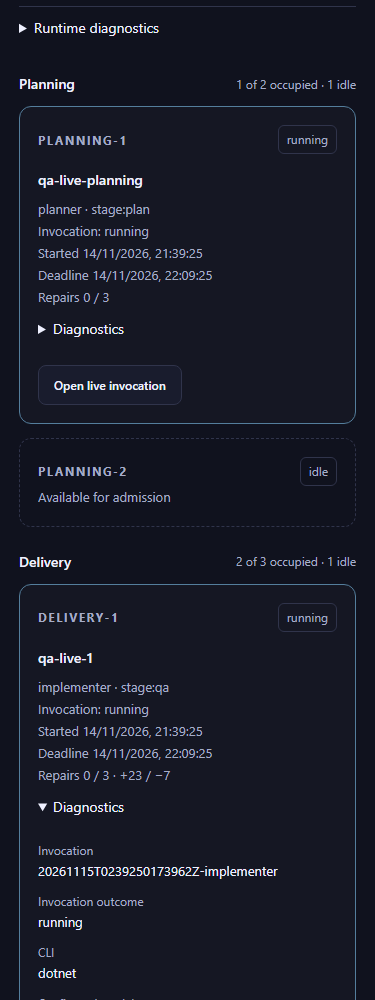 Runtime diagnostics
Planning
1 of 2 occupied · 1 idle
PLANNING-1
running
qa-live-planning
planner · stage:plan
Invocation: running
Started 14/11/2026, 21:39:25
Deadline 14/11/2026, 22:09:25
Repairs 0 / 3
Diagnostics
Open live invocation
PLANNING-2
idle
Available for admission
Delivery
2 of 3 occupied · 1 idle
DELIVERY-1
running
qa-live-1
implementer · stage:qa
Invocation: running
Started 14/11/2026, 21:39:25
Deadline 14/11/2026, 22:09:25
Repairs 0 / 3 · +23 / −7
Diagnostics
Invocation
20261115T0239250173962Z-implementer
Invocation outcome
running
CLI
dotnet